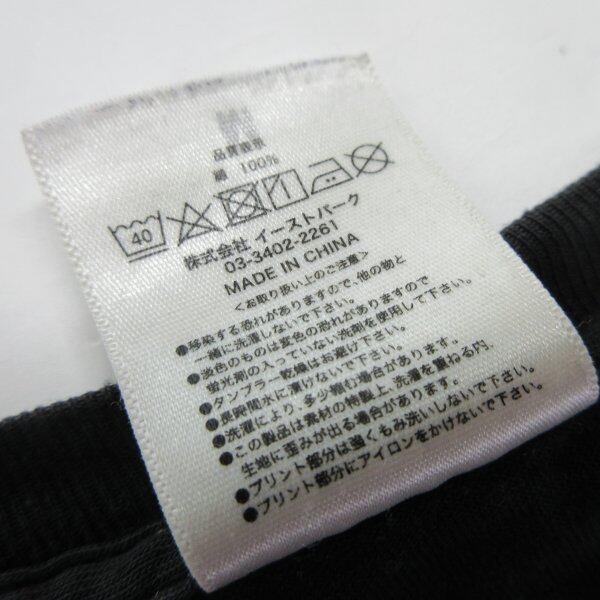 品質表示
綿 100%
40
株式会社 イーストパーク
03-3402-2261
MADE IN CHINA
<お取り扱い上のご注意>
●移染する恐れがありますので、他の物と
一緒に洗濯しないで下さい。
●淡色のものは変色の恐れがありますので
蛍光剤の入っていない洗剤を使用して下さい。
●タンブラー乾燥はお避け下さい。
●長時間水に漬けないで下さい。
●洗濯により、多少縮む場合があります。
●この製品は素材の特製上、洗濯を重ねる内、
生地に歪みが出る場合があります。
●プリント部分は強くもみ洗いしないで下さい。
●プリント部分にアイロンをかけないで下さい。